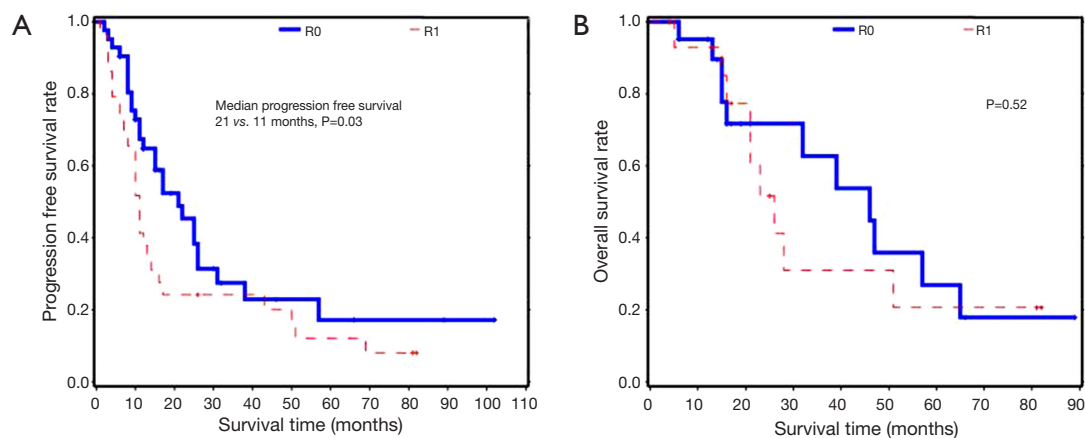 A
R0
R1
Median progression free survival
21 vs. 11 months, P=0.03
Progression free survival rate
1.0
0.8
0.6
0.4
0.2
0.0
0 10 20 30 40 50 60 70 80 90 100 110
Survival time (months)
B
R0
R1
P=0.52
Overall survival rate
1.0
0.8
0.6
0.4
0.2
0.0
0 10 20 30 40 50 60 70 80 90
Survival time (months)